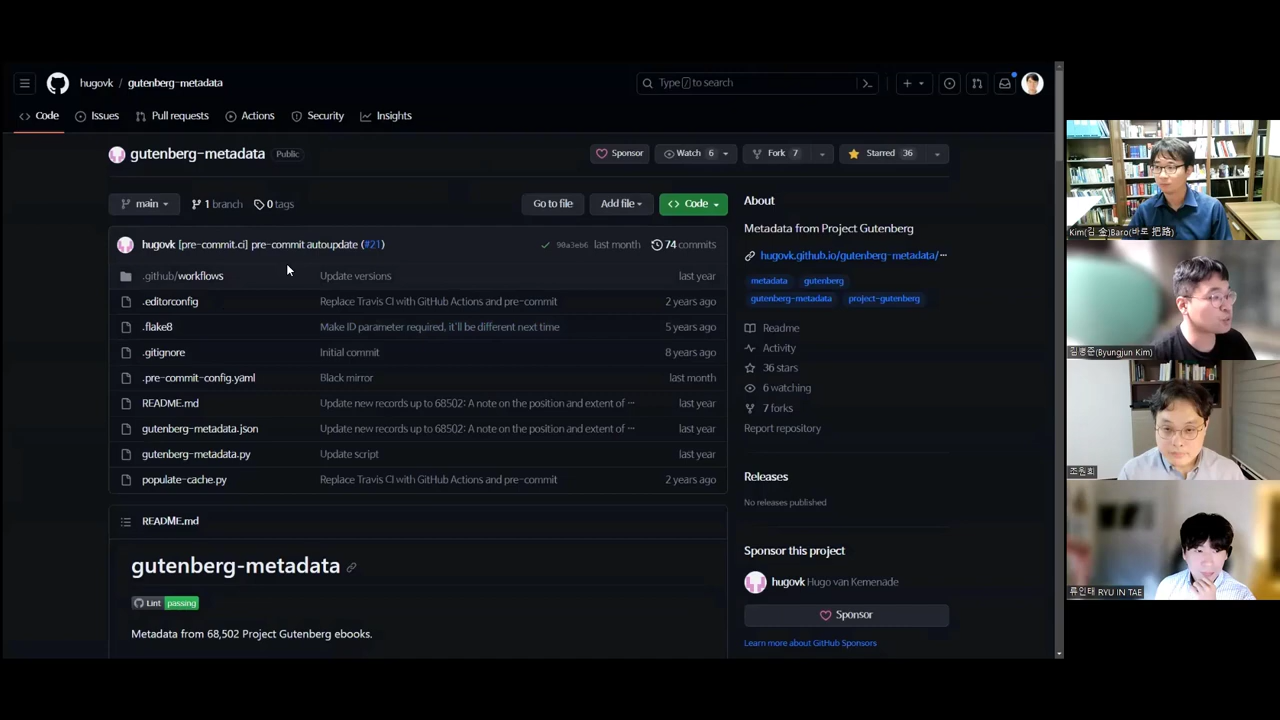 hugovk / gutenberg-metadata
Type / to search
Code
Issues
Pull requests
Actions
Security
Insights
gutenberg-metadata Public
Sponsor
Watch 6
Fork 7
Starred 36
main
1 branch
0 tags
Go to file
Add file
Code
hugovk [pre-commit.ci] pre-commit autoupdate (#21) 90a3eb6 last month 74 commits
.github/workflows Update versions last year
.editorconfig Replace Travis CI with GitHub Actions and pre-commit 2 years ago
.flake8 Make ID parameter required, it'll be different next time 5 years ago
.gitignore Initial commit 8 years ago
.pre-commit-config.yaml Black mirror last month
README.md Update new records up to 68502: A note on the position and extent of ··· last year
gutenberg-metadata.json Update new records up to 68502: A note on the position and extent of ··· last year
gutenberg-metadata.py Update script last year
populate-cache.py Replace Travis CI with GitHub Actions and pre-commit 2 years ago
README.md
gutenberg-metadata
Lint passing
Metadata from 68,502 Project Gutenberg ebooks.
About
Metadata from Project Gutenberg
hugovk.github.io/gutenberg-metadata/···
metadata gutenberg
gutenberg-metadata project-gutenberg
Readme
Activity
36 stars
6 watching
7 forks
Report repository
Releases
No releases published
Sponsor this project
hugovk Hugo van Kemenade
Sponsor
Learn more about GitHub Sponsors
Kim(김 金)Baro(바로 把路)
김병준(Byungjun Kim)
조원희
류인태 RYU IN TAE